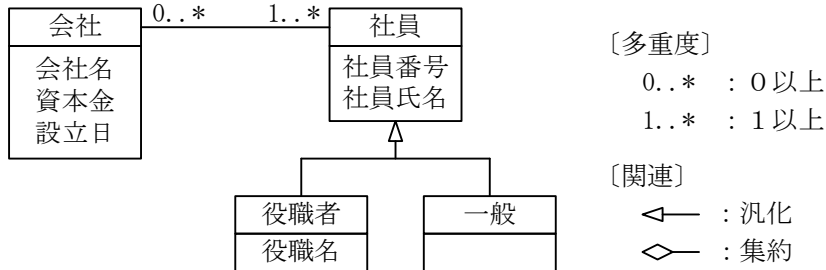 会社
0..*
1..*
社員
会社名
資本金
設立日
社員番号
社員氏名
役職者
役職名
一般
〔多重度〕
0..* :０以上
1..* :１以上
〔関連〕
:汎化
:集約